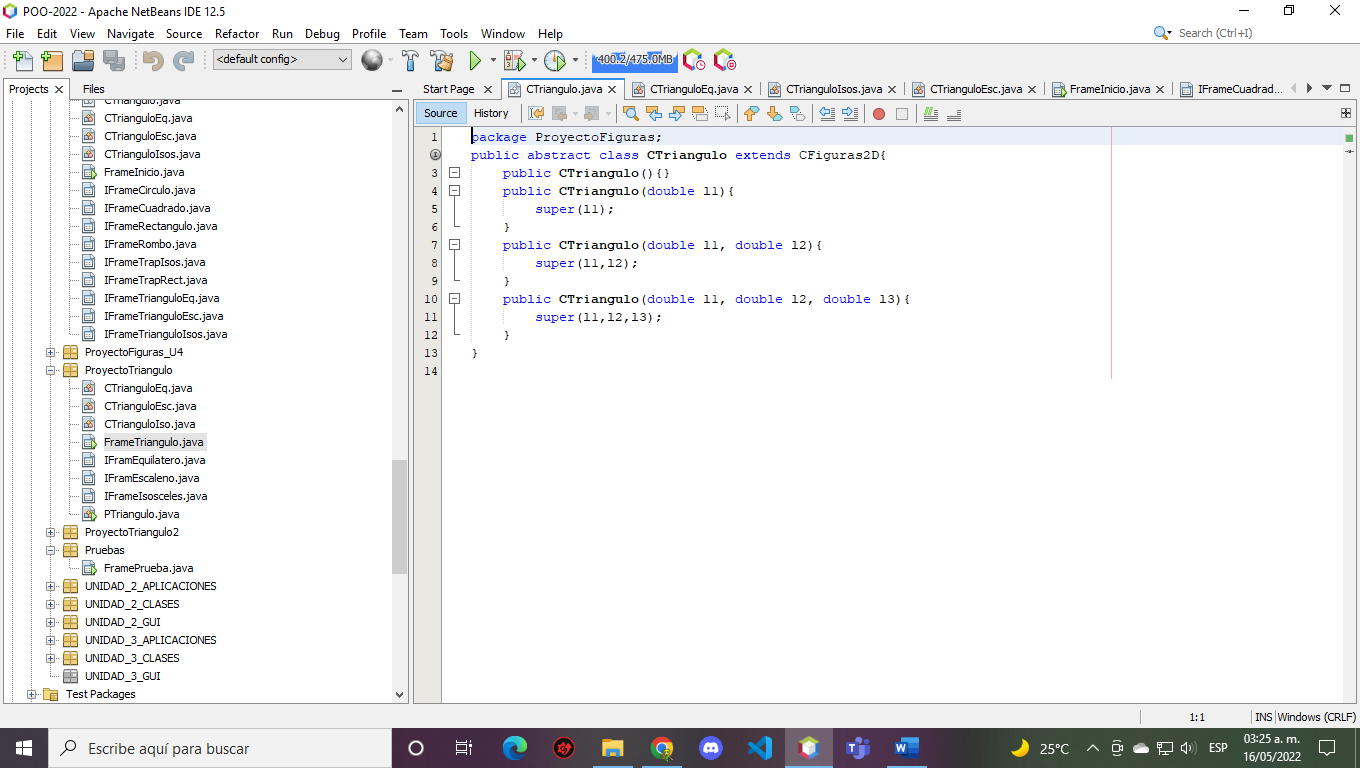 POO-2022 - Apache NetBeans IDE 12.5
File Edit View Navigate Source Refactor Run Debug Profile Team Tools Window Help
Search (Ctrl+I)
<default config>
400.2/475.0MB
Projects
Files
Start Page
CTriangulo.java
CTrianguloEq.java
CTrianguloIsos.java
CTrianguloEsc.java
FrameInicio.java
IFrameCuadrad...
Source
History
CTriangulo.java
CTrianguloEq.java
CTrianguloEsc.java
CTrianguloIsos.java
FrameInicio.java
IFrameCirculo.java
IFrameCuadrado.java
IFrameRectangulo.java
IFrameRombo.java
IFrameTrapIsos.java
IFrameTrapRect.java
IFrameTrianguloEq.java
IFrameTrianguloEsc.java
IFrameTrianguloIsos.java
ProyectoFiguras_U4
ProyectoTriangulo
CTrianguloEq.java
CTrianguloEsc.java
CTrianguloIso.java
FrameTriangulo.java
IFramEquilatero.java
IFramEscaleno.java
IFrameIsosceles.java
PTriangulo.java
ProyectoTriangulo2
Pruebas
FramePrueba.java
UNIDAD_2_APLICACIONES
UNIDAD_2_CLASES
UNIDAD_2_GUI
UNIDAD_3_APLICACIONES
UNIDAD_3_CLASES
UNIDAD_3_GUI
Test Packages
1 package ProyectoFiguras;
public abstract class CTriangulo extends CFiguras2D{
3 public CTriangulo(){}
4 public CTriangulo(double l1){
5 super(l1);
6 }
7 public CTriangulo(double l1, double l2){
8 super(l1,l2);
9 }
10 public CTriangulo(double l1, double l2, double l3){
11 super(l1,l2,l3);
12 }
13 }
14
1:1
INS
Windows (CRLF)
Escribe aquí para buscar
25°C
ESP
03:25 a. m.
16/05/2022